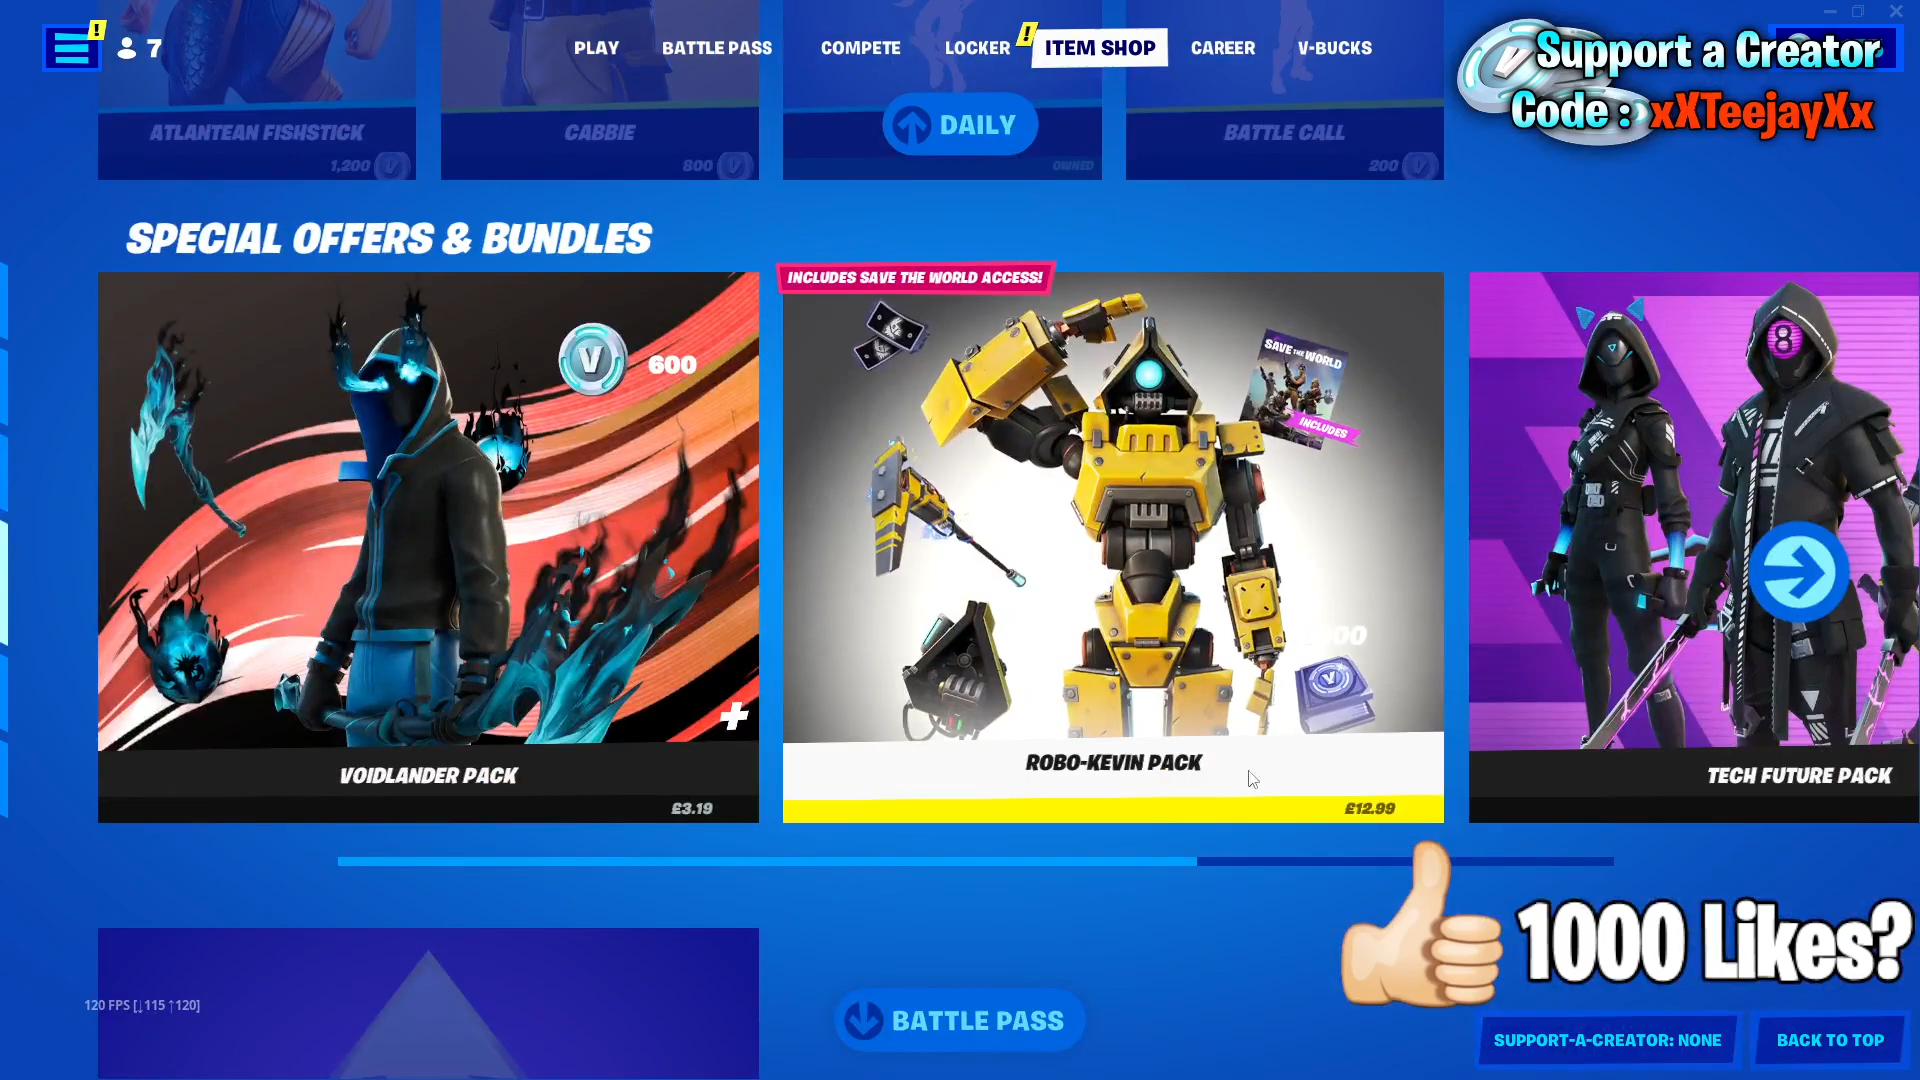 !
7
PLAY
BATTLE PASS
COMPETE
LOCKER
!
ITEM SHOP
CAREER
V-BUCKS
Support a Creator
Code : xXTeejayXx
ATLANTEAN FISHSTICK
1,200
CABBIE
800
DAILY
OWNED
BATTLE CALL
200
SPECIAL OFFERS & BUNDLES
INCLUDES SAVE THE WORLD ACCESS!
V
600
SAVE THE WORLD
INCLUDES
8
V
VOIDLANDER PACK
£3.19
ROBO-KEVIN PACK
£12.99
TECH FUTURE PACK
1000 Likes?
120 FPS [↓115 ↑120]
BATTLE PASS
SUPPORT-A-CREATOR: NONE
BACK TO TOP